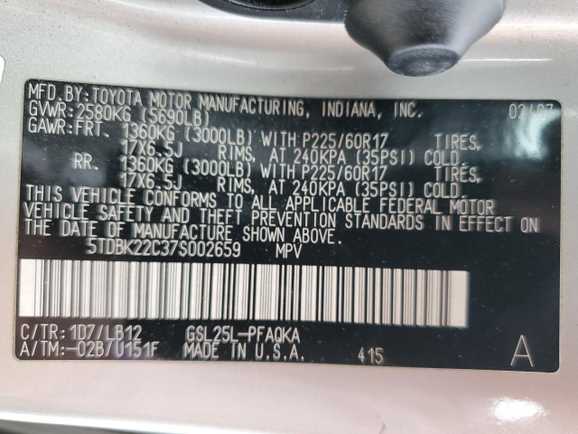 MFD.BY:TOYOTA MOTOR MANUFACTURING, INDIANA, INC. 03/07
GVWR: 2580KG (5690LB)
GAWR:FRT. 1360KG (3000LB) WITH P225/60R17 TIRES,
17X6.5J RIMS, AT 240KPA (35PSI) COLD.
RR. 1360KG (3000LB) WITH P225/60R17 TIRES,
17X6.5J RIMS, AT 240KPA (35PSI) COLD.
THIS VEHICLE CONFORMS TO ALL APPLICABLE FEDERAL MOTOR
VEHICLE SAFETY AND THEFT PREVENTION STANDARDS IN EFFECT ON
THE DATE OF MANUFACTURE SHOWN ABOVE.
5TDBK22C37S002659 MPV
C/TR: 1D7/LB12 GSL25L-PFAQKA
A/TM:-02B/U151F MADE IN U.S.A. 415 A